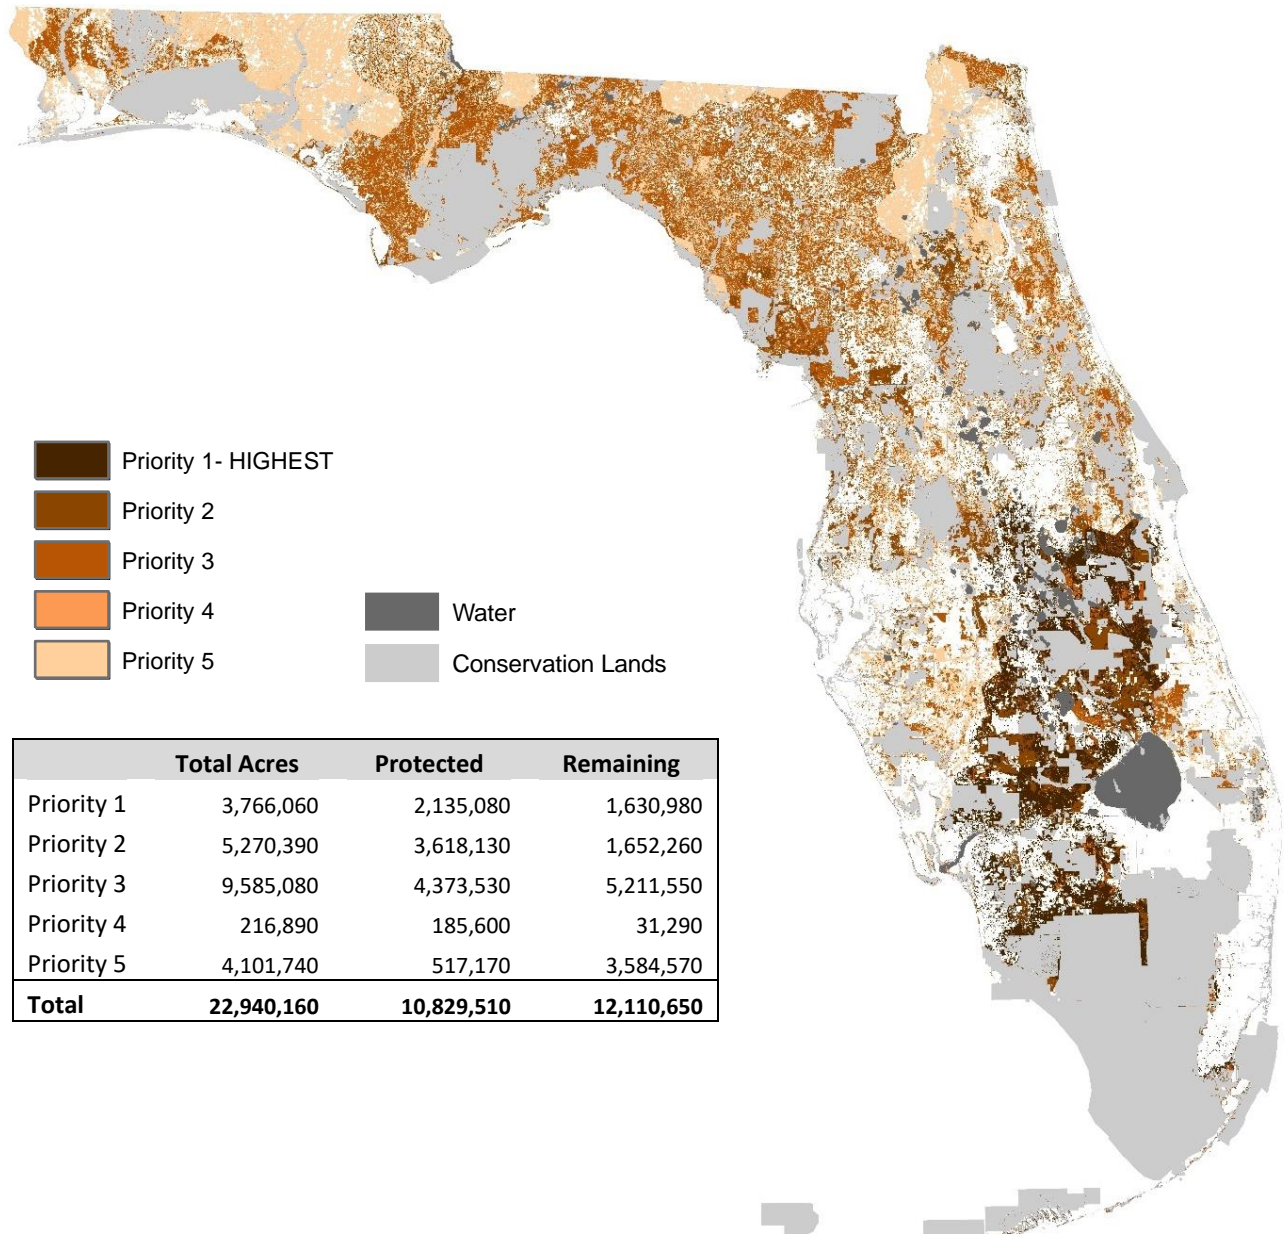 Priority 1- HIGHEST
Priority 2
Priority 3
Priority 4
Priority 5
Water
Conservation Lands
Total Acres Protected Remaining
Priority 1 3,766,060 2,135,080 1,630,980
Priority 2 5,270,390 3,618,130 1,652,260
Priority 3 9,585,080 4,373,530 5,211,550
Priority 4 216,890 185,600 31,290
Priority 5 4,101,740 517,170 3,584,570
Total 22,940,160 10,829,510 12,110,650